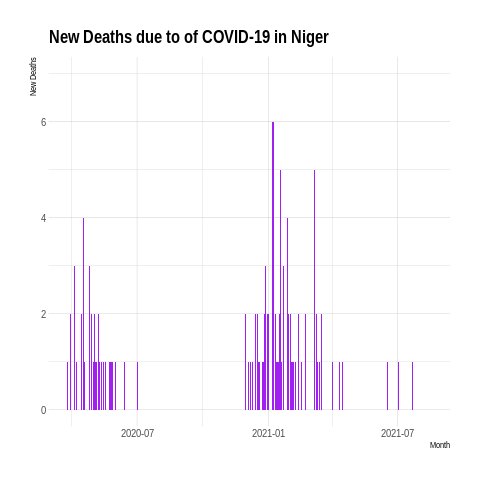 New Deaths due to of COVID-19 in Niger
New Deaths
6
4
2
0
2020-07
2021-01
2021-07
Month